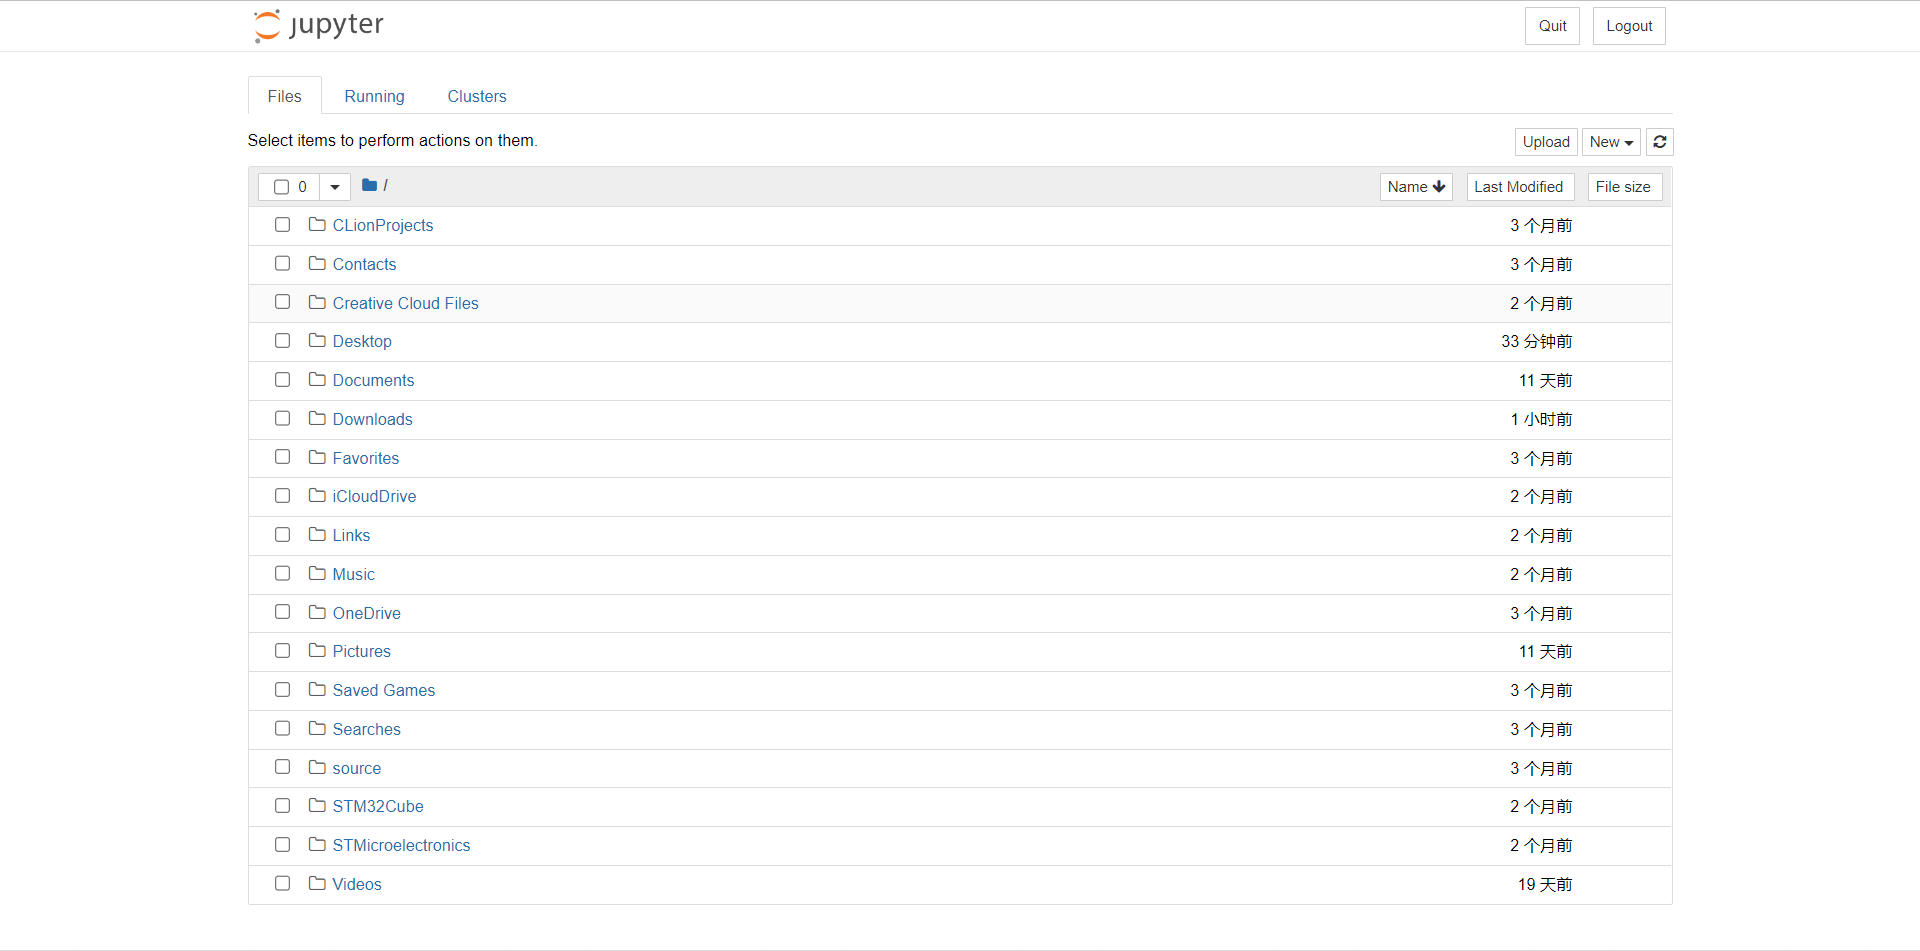 jupyter
Quit Logout
Files Running Clusters
Select items to perform actions on them.
Upload New
0 / Name Last Modified File size
CLionProjects 3 个月前
Contacts 3 个月前
Creative Cloud Files 2 个月前
Desktop 33 分钟前
Documents 11 天前
Downloads 1 小时前
Favorites 3 个月前
iCloudDrive 2 个月前
Links 2 个月前
Music 2 个月前
OneDrive 3 个月前
Pictures 11 天前
Saved Games 3 个月前
Searches 3 个月前
source 3 个月前
STM32Cube 2 个月前
STMicroelectronics 2 个月前
Videos 19 天前